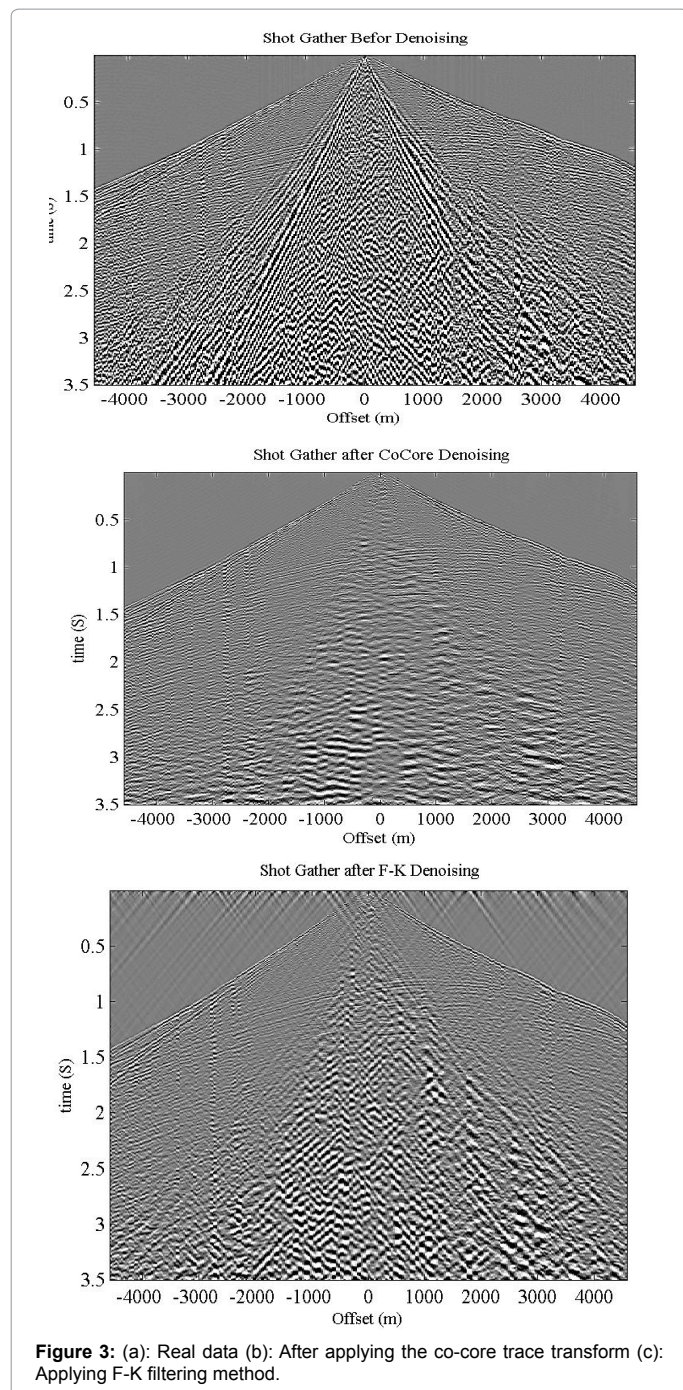 Shot Gather Befor Denoising
0.5
1
1.5
2
2.5
3
3.5
time (S)
-4000 -3000 -2000 -1000 0 1000 2000 3000 4000
Offset (m)
Shot Gather after CoCore Denoising
0.5
1
1.5
2
2.5
3
3.5
time (S)
-4000 -3000 -2000 -1000 0 1000 2000 3000 4000
Offset (m)
Shot Gather after F-K Denoising
0.5
1
1.5
2
2.5
3
3.5
time (S)
-4000 -3000 -2000 -1000 0 1000 2000 3000 4000
Offset (m)
Figure 3: (a): Real data (b): After applying the co-core trace transform (c):
Applying F-K filtering method.